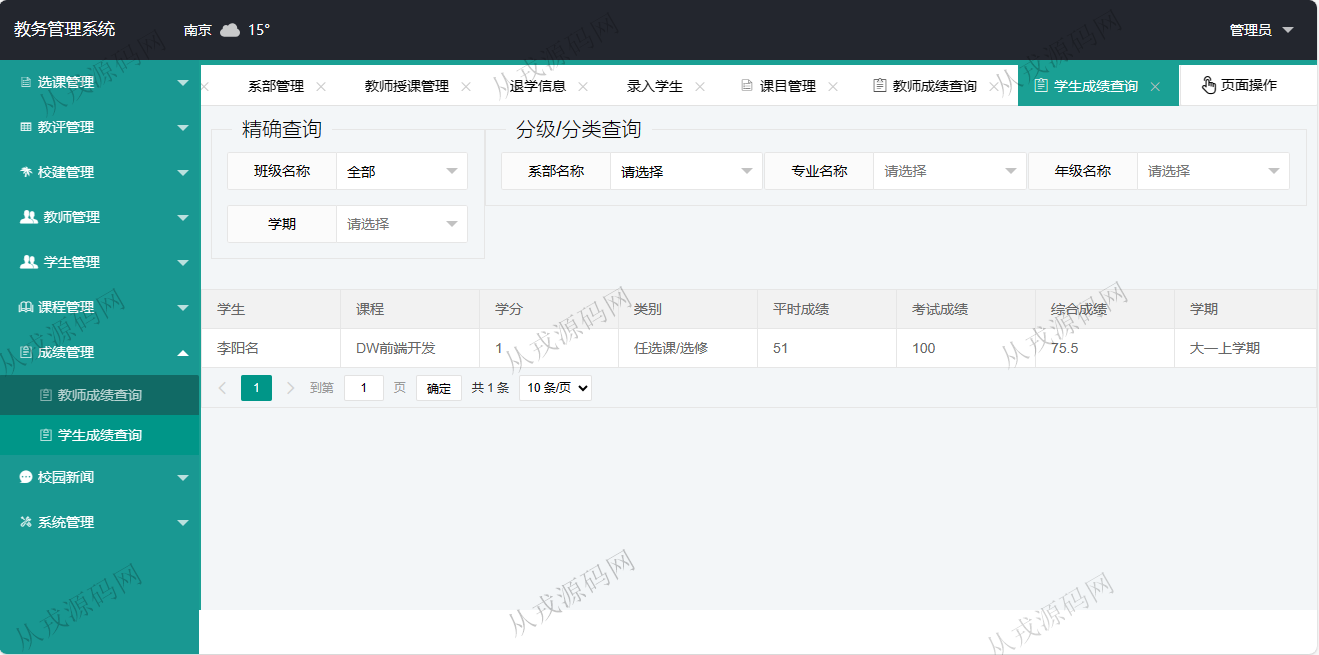 教务管理系统 南京 15° 管理员
系部管理 教师授课管理 退学信息 录入学生 课目管理 教师成绩查询 学生成绩查询 页面操作
选课管理
教评管理
校建管理
教师管理
学生管理
课程管理
成绩管理
教师成绩查询
学生成绩查询
校园新闻
系统管理
精确查询
班级名称 全部
学期 请选择
分级/分类查询
系部名称 请选择 专业名称 请选择 年级名称 请选择
学生 课程 学分 类别 平时成绩 考试成绩 综合成绩 学期
李阳名 DW前端开发 1 任选课/选修 51 100 75.5 大一上学期
1 到第 1 页 确定 共 1 条 10 条/页
从戎源码网
从戎源码网
从戎源码网
从戎源码网
从戎源码网
从戎源码网
从戎源码网
从戎源码网
从戎源码网